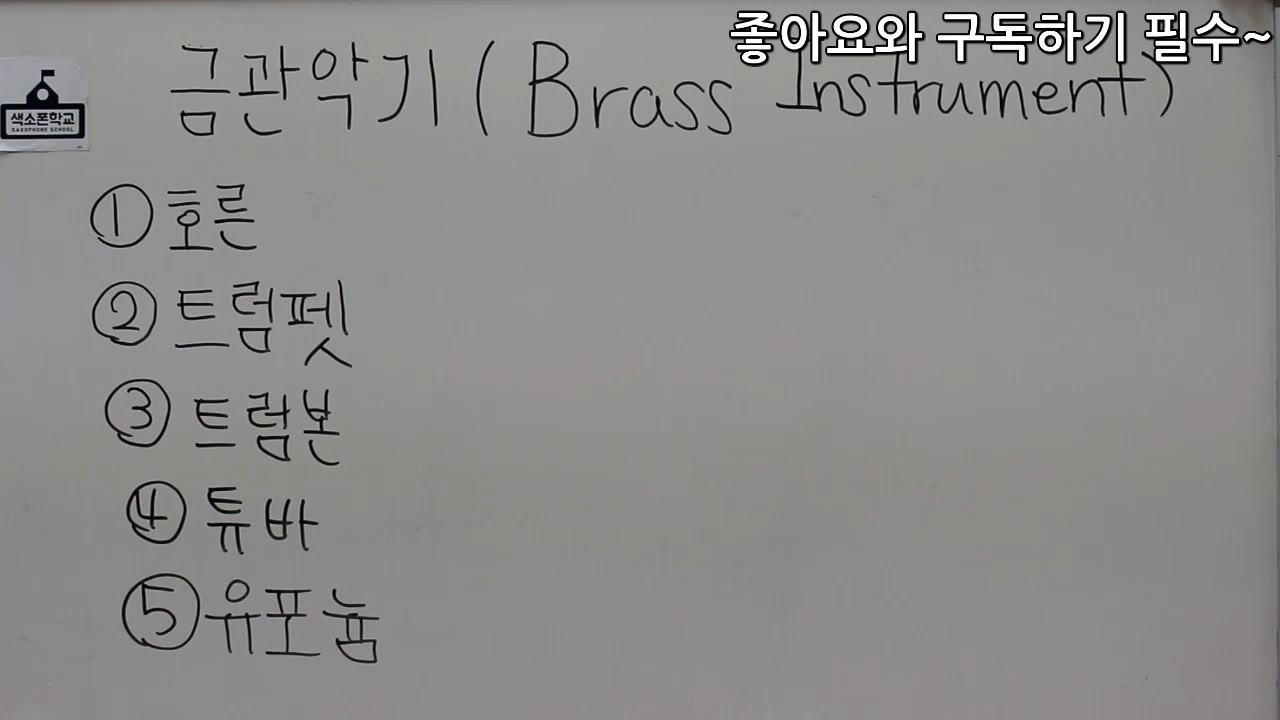 좋아요와 구독하기 필수~
금관악기 (Brass Instrument)
색소폰학교
SAXOPHONE SCHOOL
① 호른
② 트럼펫
③ 트럼본
④ 튜바
⑤ 유포늄